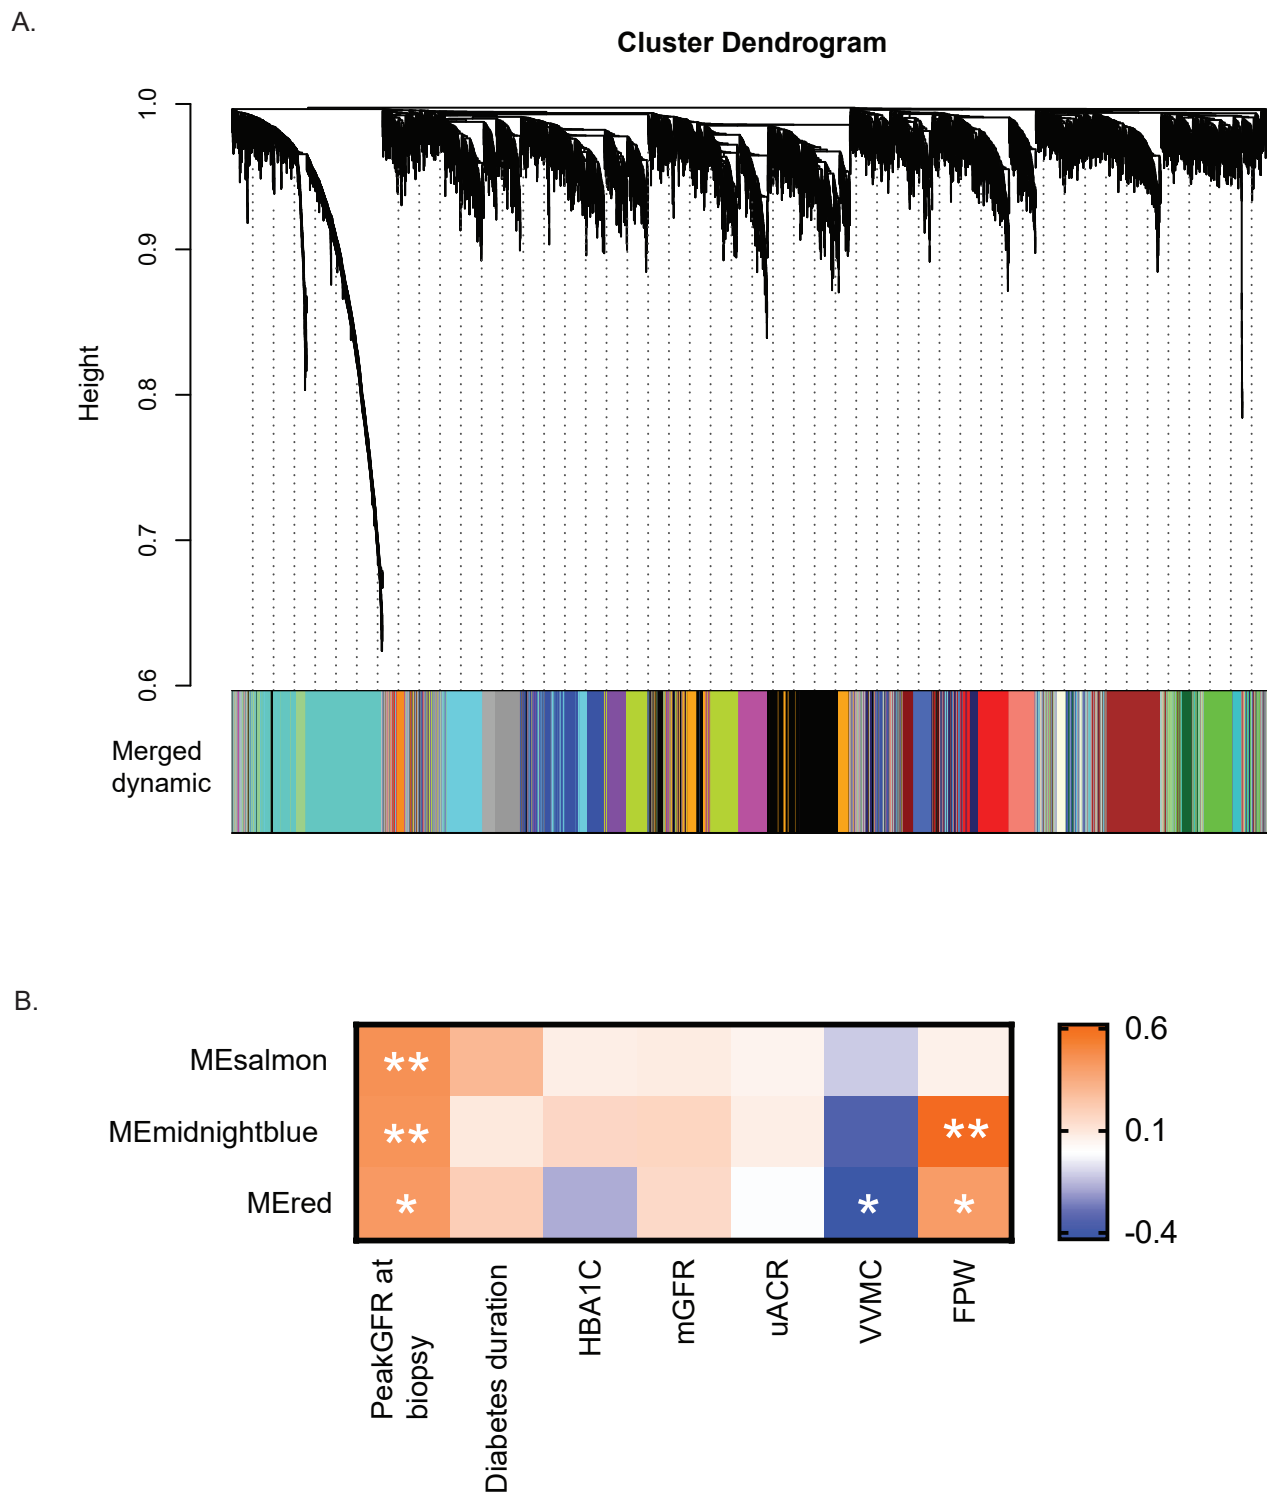 A.
Cluster Dendrogram
1.0
0.9
0.8
0.7
0.6
Height
Merged
dynamic
B.
MEsalmon
**
MEmidnightblue
**
**
MEred
*
*
*
0.6
0.1
-0.4
PeakGFR at
biopsy
Diabetes duration
HBA1C
mGFR
uACR
VVMC
FPW